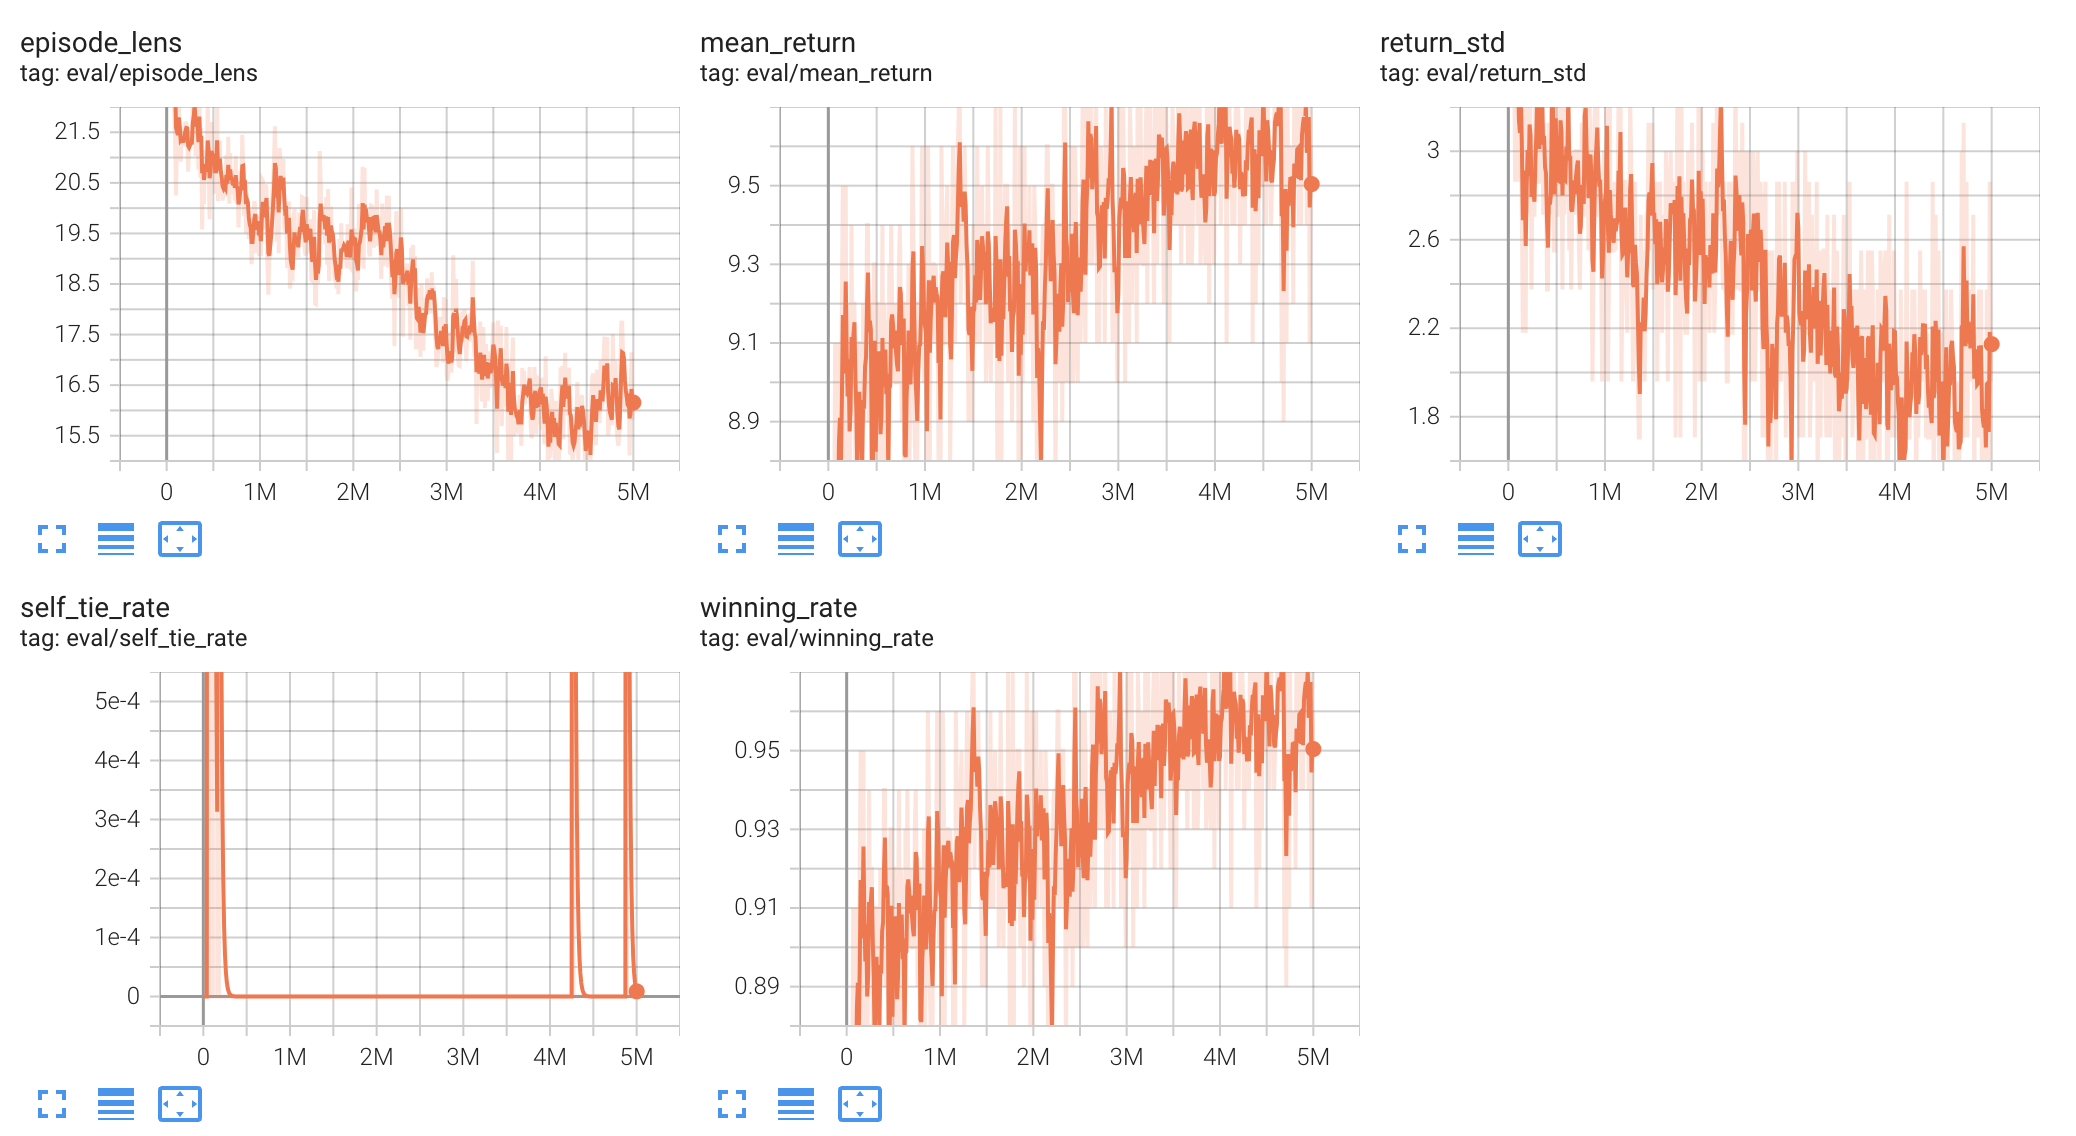 episode_lens
tag: eval/episode_lens
21.5
20.5
19.5
18.5
17.5
16.5
15.5
0 1M 2M 3M 4M 5M
mean_return
tag: eval/mean_return
9.5
9.3
9.1
8.9
0 1M 2M 3M 4M 5M
return_std
tag: eval/return_std
3
2.6
2.2
1.8
0 1M 2M 3M 4M 5M
self_tie_rate
tag: eval/self_tie_rate
5e-4
4e-4
3e-4
2e-4
1e-4
0
0 1M 2M 3M 4M 5M
winning_rate
tag: eval/winning_rate
0.95
0.93
0.91
0.89
0 1M 2M 3M 4M 5M